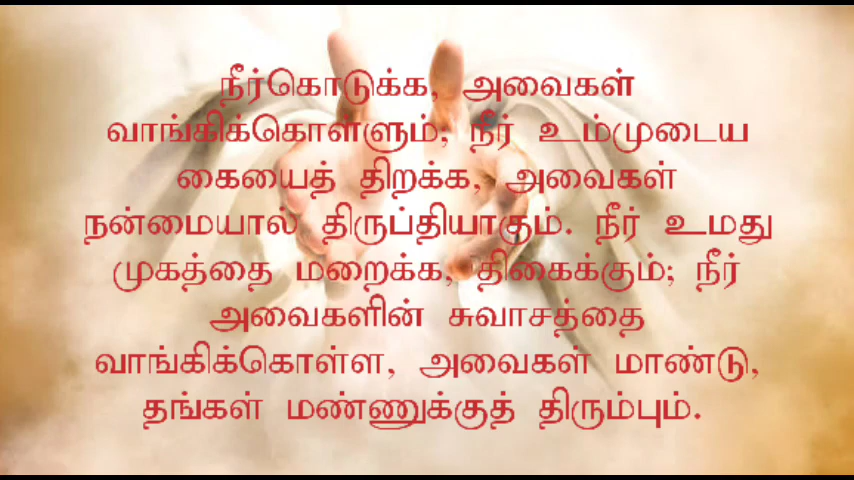 நீர்கொடுக்க, அவைகள்
வாங்கிக்கொள்ளும்; நீர் உம்முடைய
கையைத் திறக்க, அவைகள்
நன்மையால் திருப்தியாகும். நீர் உமது
முகத்தை மறைக்க, திகைக்கும்; நீர்
அவைகளின் சுவாசத்தை
வாங்கிக்கொள்ள, அவைகள் மாண்டு,
தங்கள் மண்ணுக்குத் திரும்பும்.